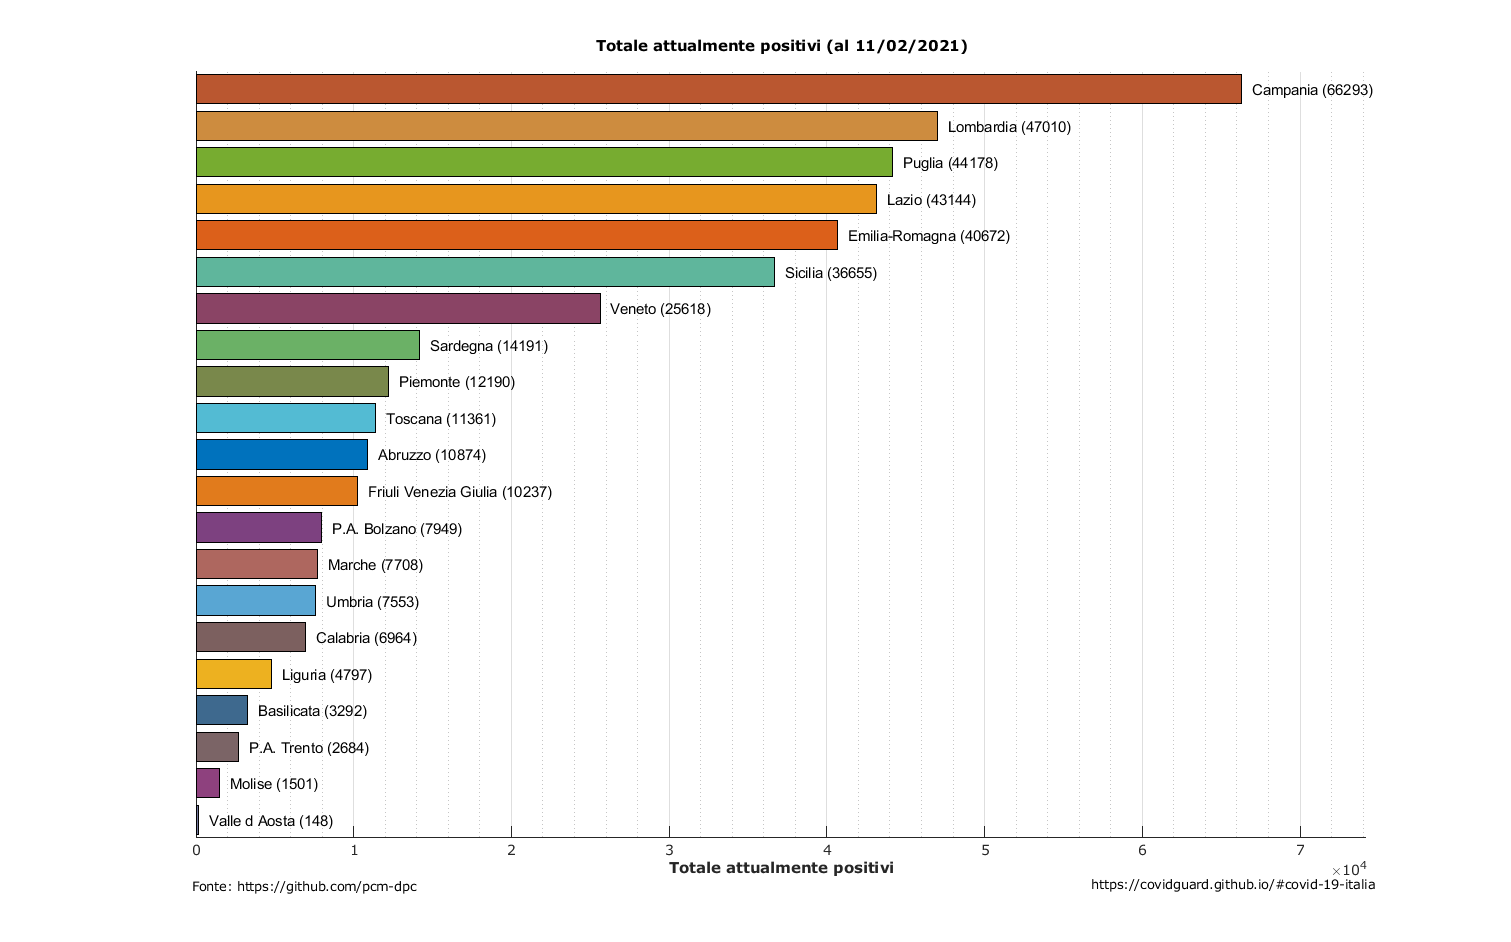 Totale attualmente positivi (al 11/02/2021)
Campania (66293)
Lombardia (47010)
Puglia (44178)
Lazio (43144)
Emilia-Romagna (40672)
Sicilia (36655)
Veneto (25618)
Sardegna (14191)
Piemonte (12190)
Toscana (11361)
Abruzzo (10874)
Friuli Venezia Giulia (10237)
P.A. Bolzano (7949)
Marche (7708)
Umbria (7553)
Calabria (6964)
Liguria (4797)
Basilicata (3292)
P.A. Trento (2684)
Molise (1501)
Valle d Aosta (148)
0 1 2 3 4 5 6 7
×10⁴
Totale attualmente positivi
Fonte: https://github.com/pcm-dpc
https://covidguard.github.io/#covid-19-italia